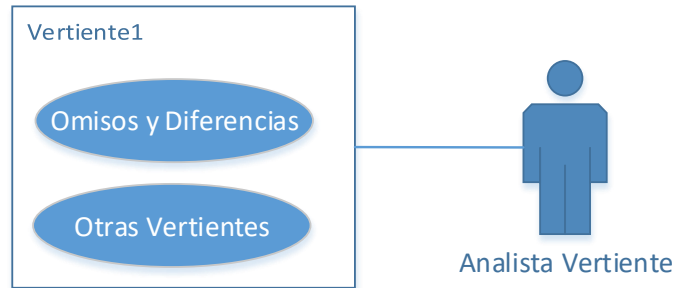 Vertiente1
Omisos y Diferencias
Otras Vertientes
Analista Vertiente